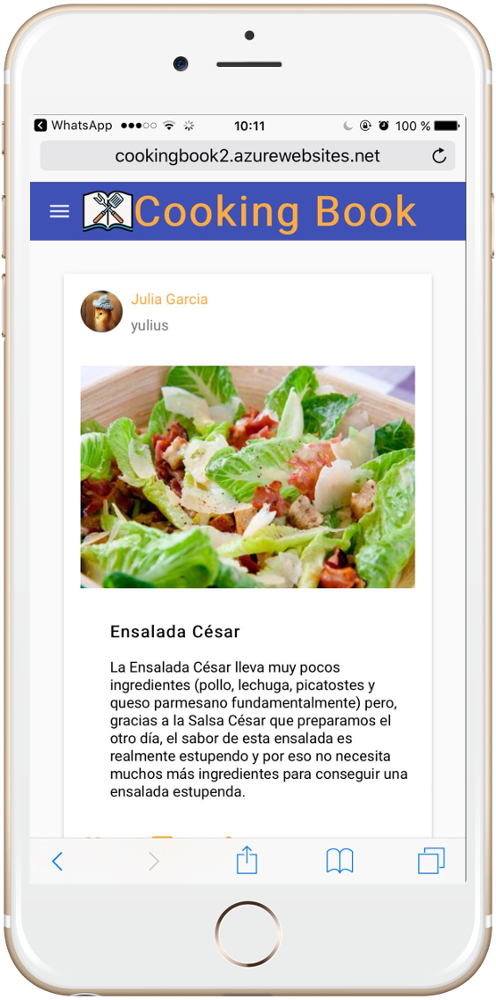 WhatsApp 10:11 100 %
cookingbook2.azurewebsites.net
Cooking Book
Julia Garcia
yulius
Ensalada César
La Ensalada César lleva muy pocos
ingredientes (pollo, lechuga, picatostes y
queso parmesano fundamentalmente) pero,
gracias a la Salsa César que preparamos el
otro día, el sabor de esta ensalada es
realmente estupendo y por eso no necesita
muchos más ingredientes para conseguir una
ensalada estupenda.